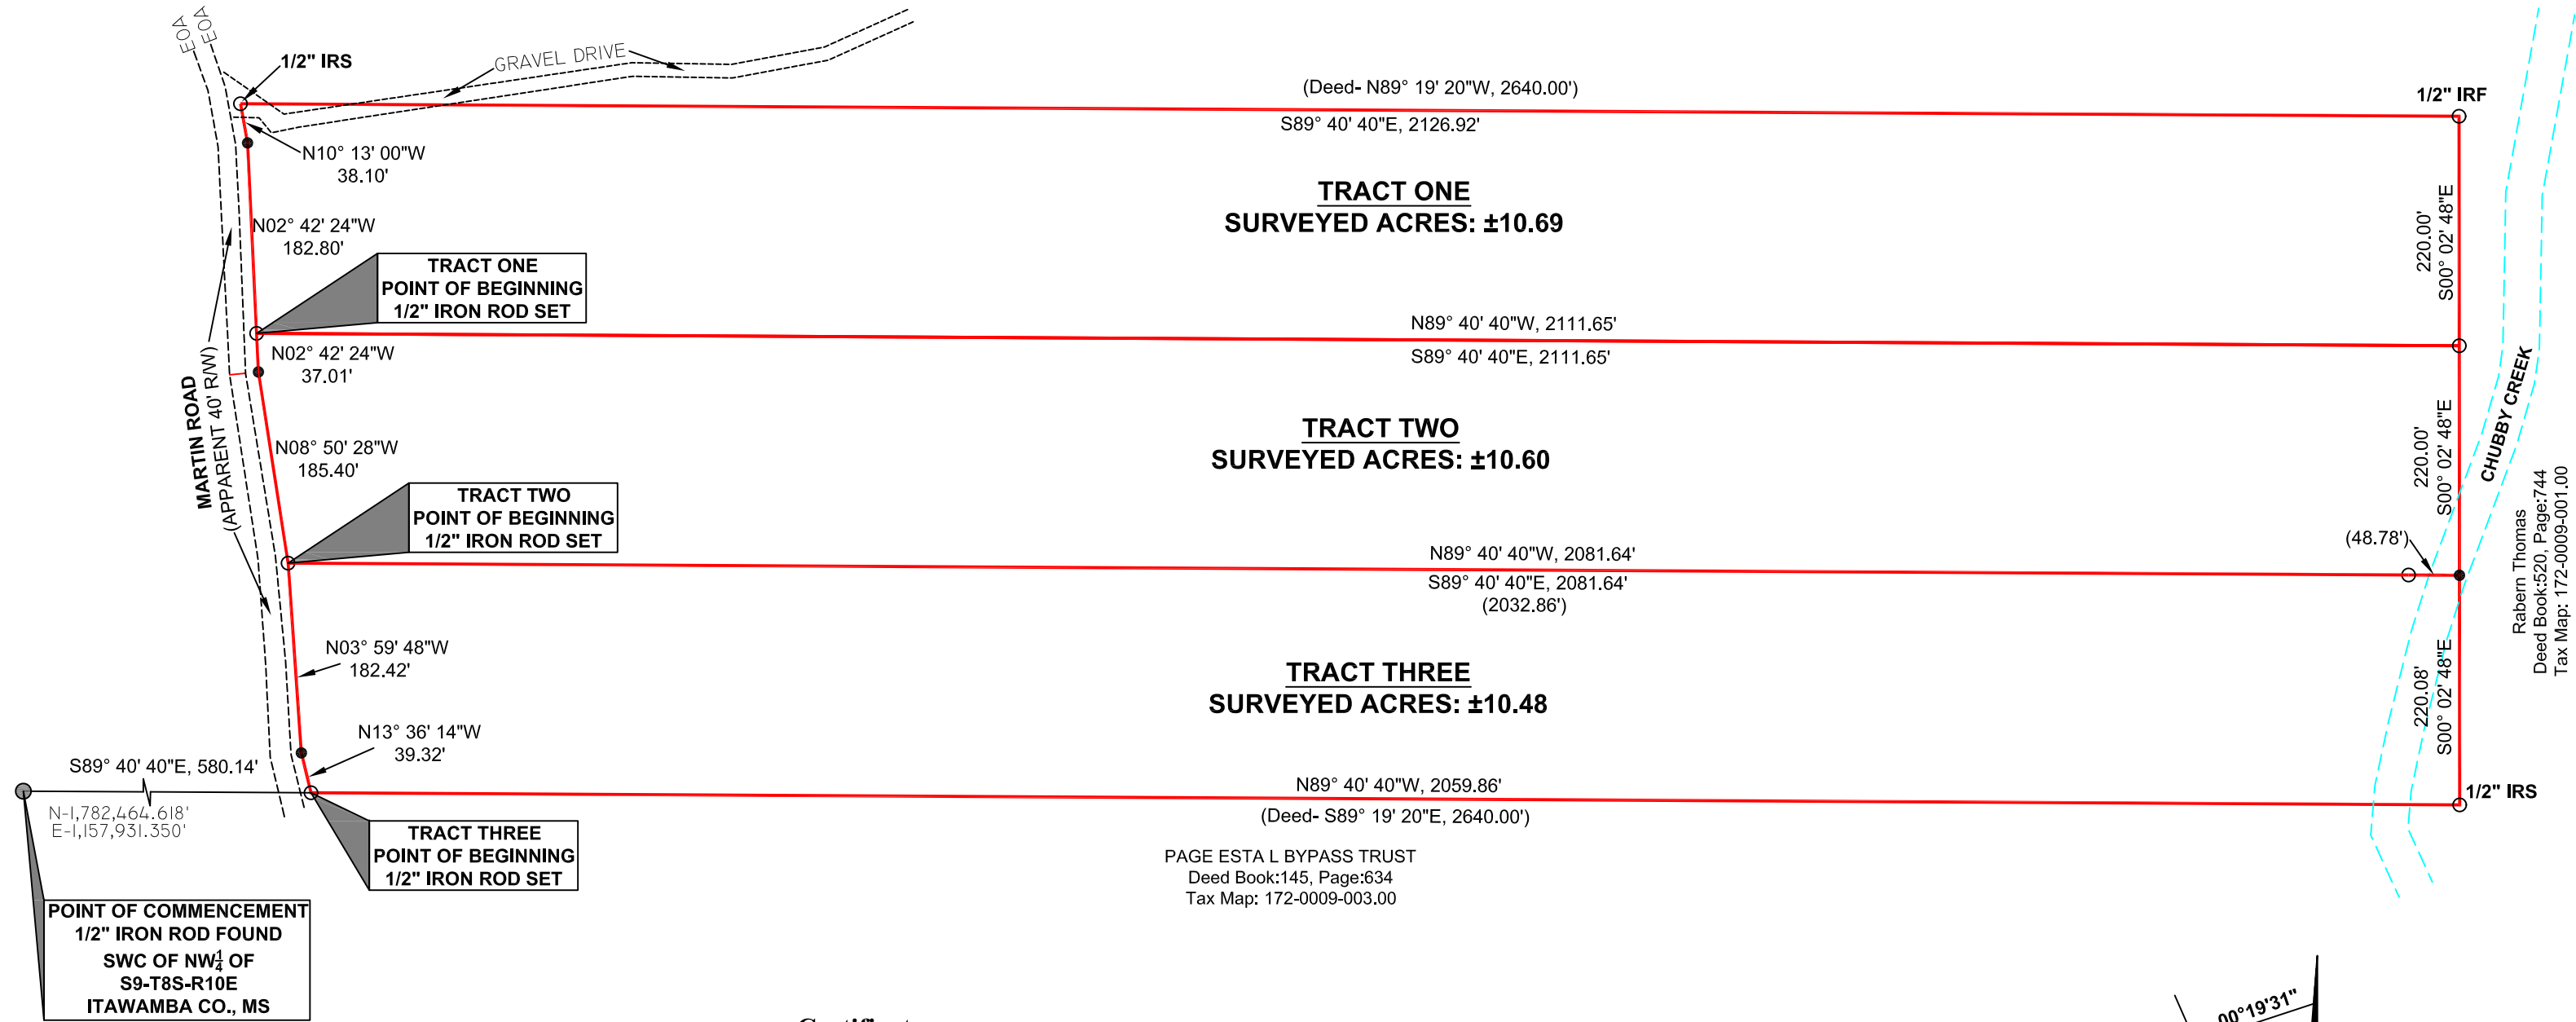 EOA
EOA
1/2" IRS
GRAVEL DRIVE
(Deed- N89° 19' 20"W, 2640.00')
S89° 40' 40"E, 2126.92'
1/2" IRF
N10° 13' 00"W
38.10'
TRACT ONE
SURVEYED ACRES: ±10.69
N02° 42' 24"W
182.80'
220.00'
S00° 02' 48"E
TRACT ONE
POINT OF BEGINNING
1/2" IRON ROD SET
N89° 40' 40"W, 2111.65'
S89° 40' 40"E, 2111.65'
N02° 42' 24"W
37.01'
MARTIN ROAD
(APPARENT 40' R/W)
TRACT TWO
SURVEYED ACRES: ±10.60
N08° 50' 28"W
185.40'
220.00'
S00° 02' 48"E
CHUBBY CREEK
TRACT TWO
POINT OF BEGINNING
1/2" IRON ROD SET
N89° 40' 40"W, 2081.64'
S89° 40' 40"E, 2081.64'
(2032.86')
(48.78')
Rabern Thomas
Deed Book:520, Page:744
Tax Map: 172-0009-001.00
N03° 59' 48"W
182.42'
TRACT THREE
SURVEYED ACRES: ±10.48
220.08'
S00° 02' 48"E
N13° 36' 14"W
39.32'
S89° 40' 40"E, 580.14'
N-1,782,464.618'
E-1,157,931.350'
N89° 40' 40"W, 2059.86'
(Deed- S89° 19' 20"E, 2640.00')
1/2" IRS
TRACT THREE
POINT OF BEGINNING
1/2" IRON ROD SET
PAGE ESTA L BYPASS TRUST
Deed Book:145, Page:634
Tax Map: 172-0009-003.00
POINT OF COMMENCEMENT
1/2" IRON ROD FOUND
SWC OF NW1/4 OF
S9-T8S-R10E
ITAWAMBA CO., MS
00°19'31"